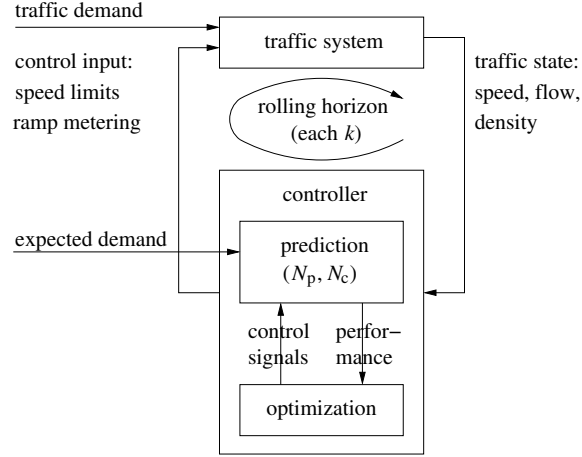 traffic demand
traffic system
control input:
speed limits
ramp metering
traffic state:
speed, flow,
density
rolling horizon
(each k)
controller
expected demand
prediction
(Np, Nc)
control
signals
perfor−
mance
optimization